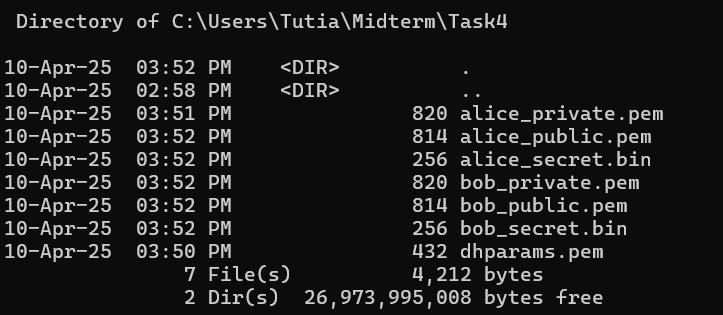 Directory of C:\Users\Tutia\Midterm\Task4
10-Apr-25  03:52 PM    <DIR>          .
10-Apr-25  02:58 PM    <DIR>          ..
10-Apr-25  03:51 PM               820 alice_private.pem
10-Apr-25  03:52 PM               814 alice_public.pem
10-Apr-25  03:52 PM               256 alice_secret.bin
10-Apr-25  03:52 PM               820 bob_private.pem
10-Apr-25  03:52 PM               814 bob_public.pem
10-Apr-25  03:52 PM               256 bob_secret.bin
10-Apr-25  03:50 PM               432 dhparams.pem
               7 File(s)          4,212 bytes
               2 Dir(s)  26,973,995,008 bytes free